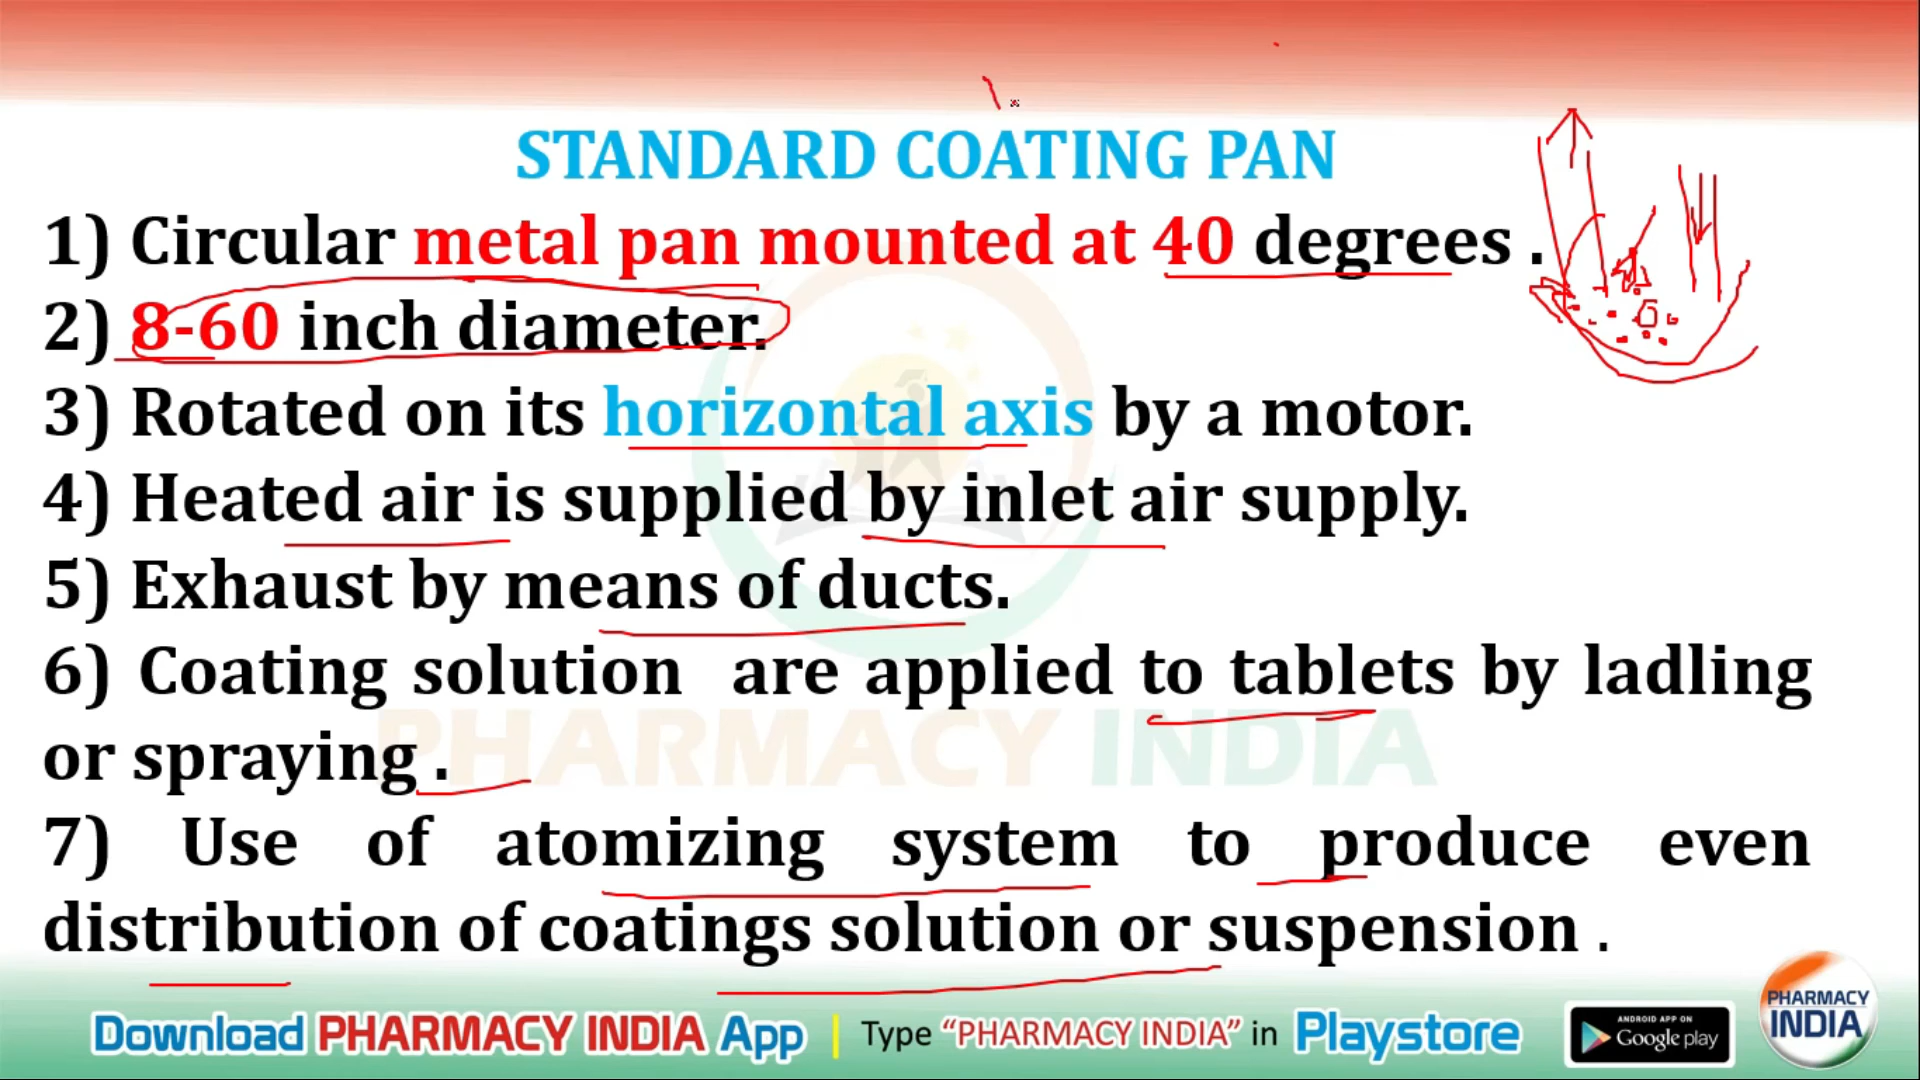 STANDARD COATING PAN
1) Circular metal pan mounted at 40 degrees .
2) 8-60 inch diameter.
3) Rotated on its horizontal axis by a motor.
4) Heated air is supplied by inlet air supply.
5) Exhaust by means of ducts.
6) Coating solution are applied to tablets by ladling
or spraying .
PHARMACY INDIA
7) Use of atomizing system to produce even
distribution of coatings solution or suspension .
Download PHARMACY INDIA App | Type “PHARMACY INDIA” in Playstore
ANDROID APP ON
Google play
PHARMACY
INDIA